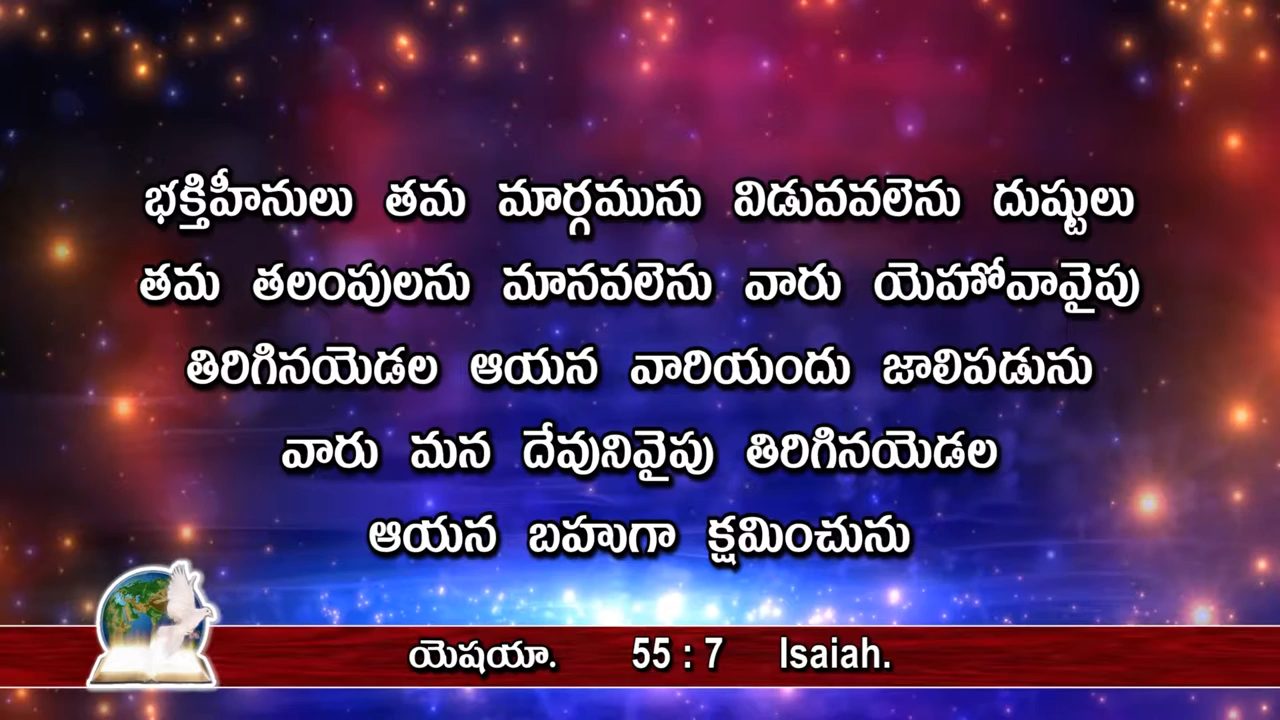 భక్తిహీనులు తమ మార్గమును విడువవలెను దుష్టులు
తమ తలంపులను మానవలెను వారు యెహోవావైపు
తిరిగినయెడల ఆయన వారియందు జాలిపడును
వారు మన దేవునివైపు తిరిగినయెడల
ఆయన బహుగా క్షమించును
యెషయా. 55 : 7 Isaiah.